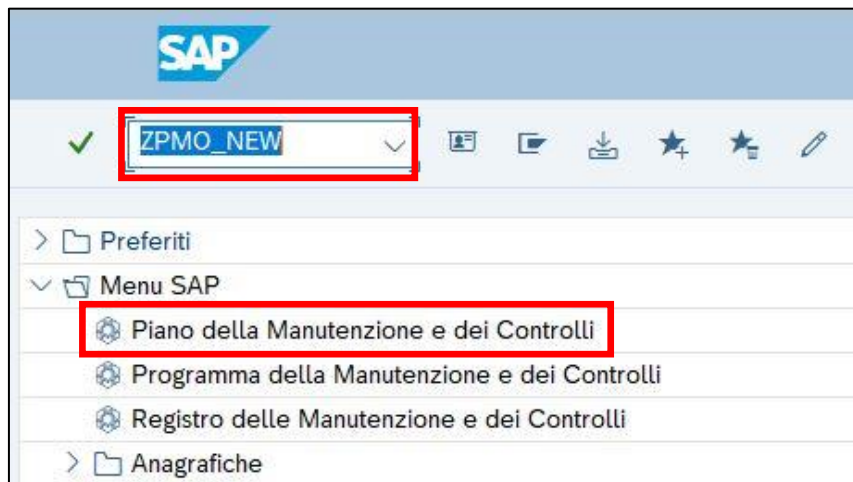 SAP
ZPMO_NEW
Preferiti
Menu SAP
Piano della Manutenzione e dei Controlli
Programma della Manutenzione e dei Controlli
Registro delle Manutenzione e dei Controlli
Anagrafiche